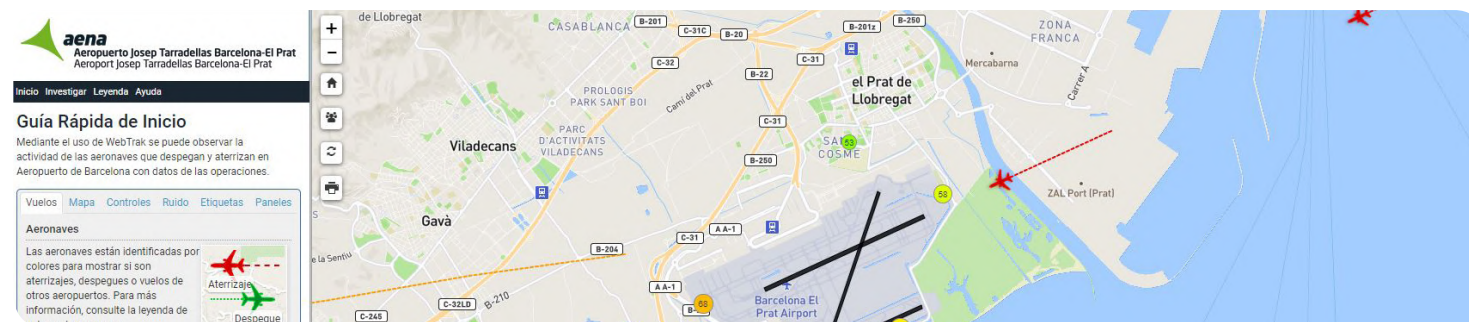 aena
Aeropuerto Josep Tarradellas Barcelona-El Prat
Aeroport Josep Tarradellas Barcelona-El Prat
Inicio Investigar Leyenda Ayuda
Guía Rápida de Inicio
Mediante el uso de WebTrak se puede observar la
actividad de las aeronaves que despegan y aterrizan en
Aeropuerto de Barcelona con datos de las operaciones.
Vuelos Mapa Controles Ruido Etiquetas Paneles
Aeronaves
Las aeronaves están identificadas por
colores para mostrar si son
aterrizajes, despegues o vuelos de
otros aeropuertos. Para más
información, consulte la leyenda de
Aterrizaje
Despegue
+
−
de Llobregat
CASABLANCA
B-201
C-31C
B-20
B-201z
B-250
ZONA
FRANCA
C-32
C-31
Mercabarna
B-22
el Prat de
Llobregat
Carrer A
PROLOGIS
PARK SANT BOI
Camí del Prat
C-31
PARC
D'ACTIVITATS
VILADECANS
Viladecans
SAN
COSME
53
B-250
58
ZAL Port (Prat)
Gavà
A A-1
C-31
B-204
de la Sentiu
A A-1
Barcelona El
Prat Airport
68
C-32LD
B-210
C-245